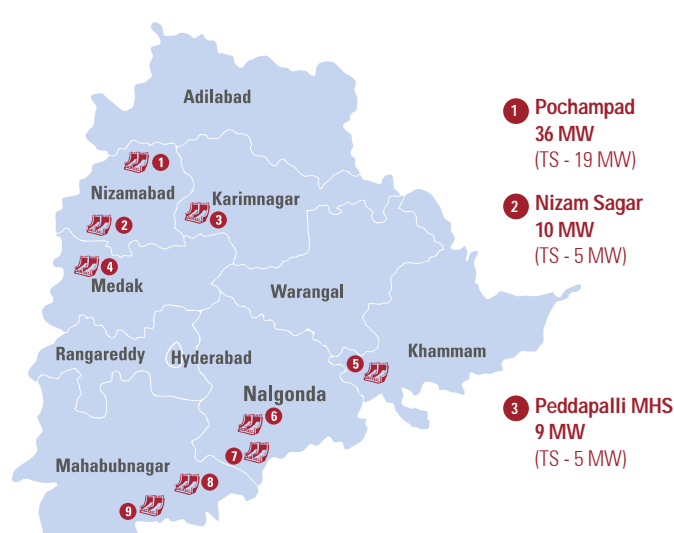 Adilabad
1
Nizamabad
Karimnagar
2
3
4
Medak
Warangal
Rangareddy
Hyderabad
Khammam
5
Nalgonda
6
7
Mahabubnagar
8
9
1 Pochampad
36 MW
(TS - 19 MW)
2 Nizam Sagar
10 MW
(TS - 5 MW)
3 Peddapalli MHS
9 MW
(TS - 5 MW)